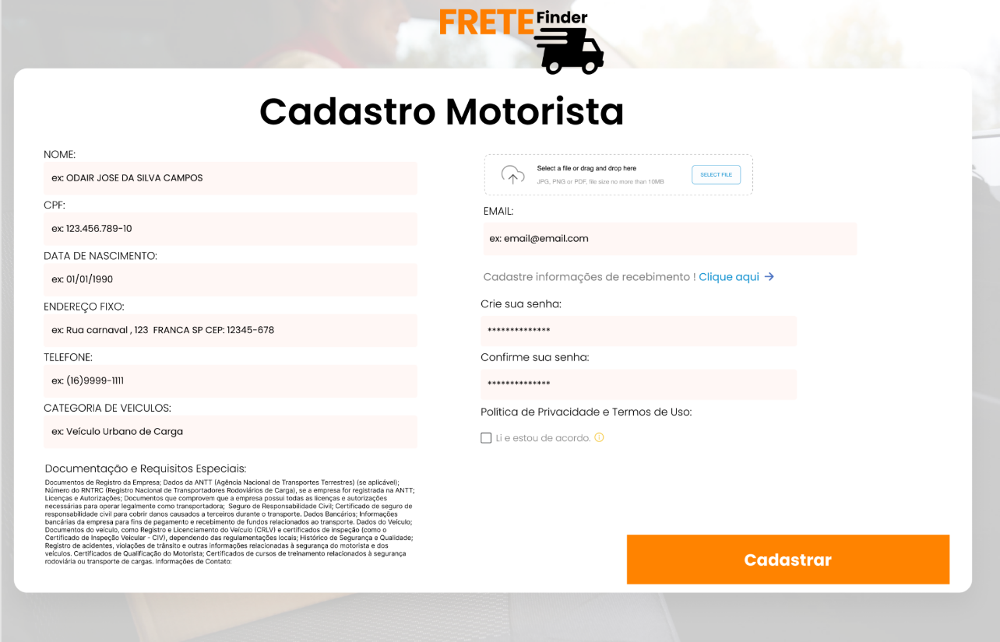 FRETE Finder
Cadastro Motorista
NOME:
ex: ODAIR JOSE DA SILVA CAMPOS
CPF:
ex: 123.456.789-10
DATA DE NASCIMENTO:
ex: 01/01/1990
ENDEREÇO FIXO:
ex: Rua carnaval , 123  FRANCA SP CEP: 12345-678
TELEFONE:
ex: (16)9999-1111
CATEGORIA DE VEICULOS:
ex: Veículo Urbano de Carga
Documentação e Requisitos Especiais:
Documentos de Registro da Empresa; Dados da ANTT (Agência Nacional de Transportes Terrestres) (se aplicável);
Número do RNTRC (Registro Nacional de Transportadores Rodoviários de Carga), se a empresa for registrada na ANTT;
Licenças e Autorizações; Documentos que comprovem que a empresa possui todas as licenças e autorizações
necessárias para operar legalmente como transportadora;  Seguro de Responsabilidade Civil; Certificado de seguro de
responsabilidade civil para cobrir danos causados a terceiros durante o transporte. Dados Bancários; Informações
bancárias da empresa para fins de pagamento e recebimento de fundos relacionados ao transporte. Dados do Veículo;
Documentos do veículo, como Registro e Licenciamento do Veículo (CRLV) e certificados de inspeção (como o
Certificado de Inspeção Veicular - CIV), dependendo das regulamentações locais; Histórico de Segurança e Qualidade;
Registro de acidentes, violações de trânsito e outras informações relacionadas à segurança do motorista e dos
veículos. Certificados de Qualificação do Motorista; Certificados de cursos de treinamento relacionados à segurança
rodoviária ou transporte de cargas. Informações de Contato:
Select a file or drag and drop here
JPG, PNG or PDF, file size no more than 10MB
SELECT FILE
EMAIL:
ex: email@email.com
Cadastre informações de recebimento ! Clique aqui →
Crie sua senha:
**************
Confirme sua senha:
**************
Política de Privacidade e Termos de Uso:
Li e estou de acordo.
Cadastrar